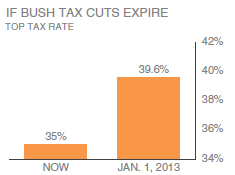 IF BUSH TAX CUTS EXPIRE
TOP TAX RATE
42%
39.6%
40%
38%
35%
36%
34%
NOW
JAN. 1, 2013